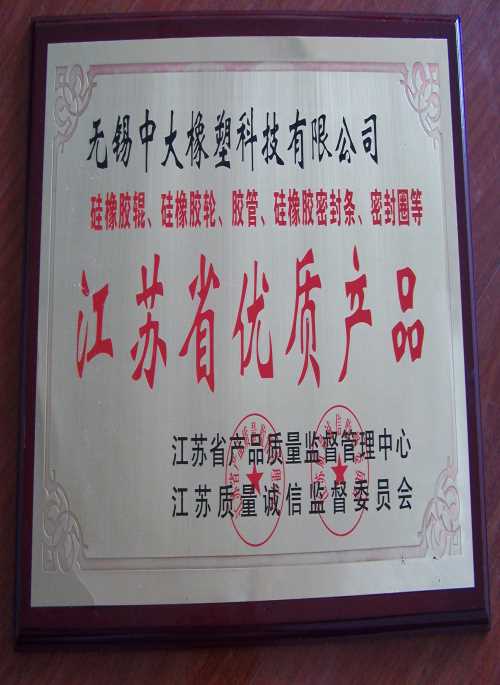 无锡中大橡塑科技有限公司
硅橡胶辊、硅橡胶轮、胶管、硅橡胶密封条、密封圈等
江苏省优质产品
江苏省产品质量监督管理中心
江苏质量诚信监督委员会